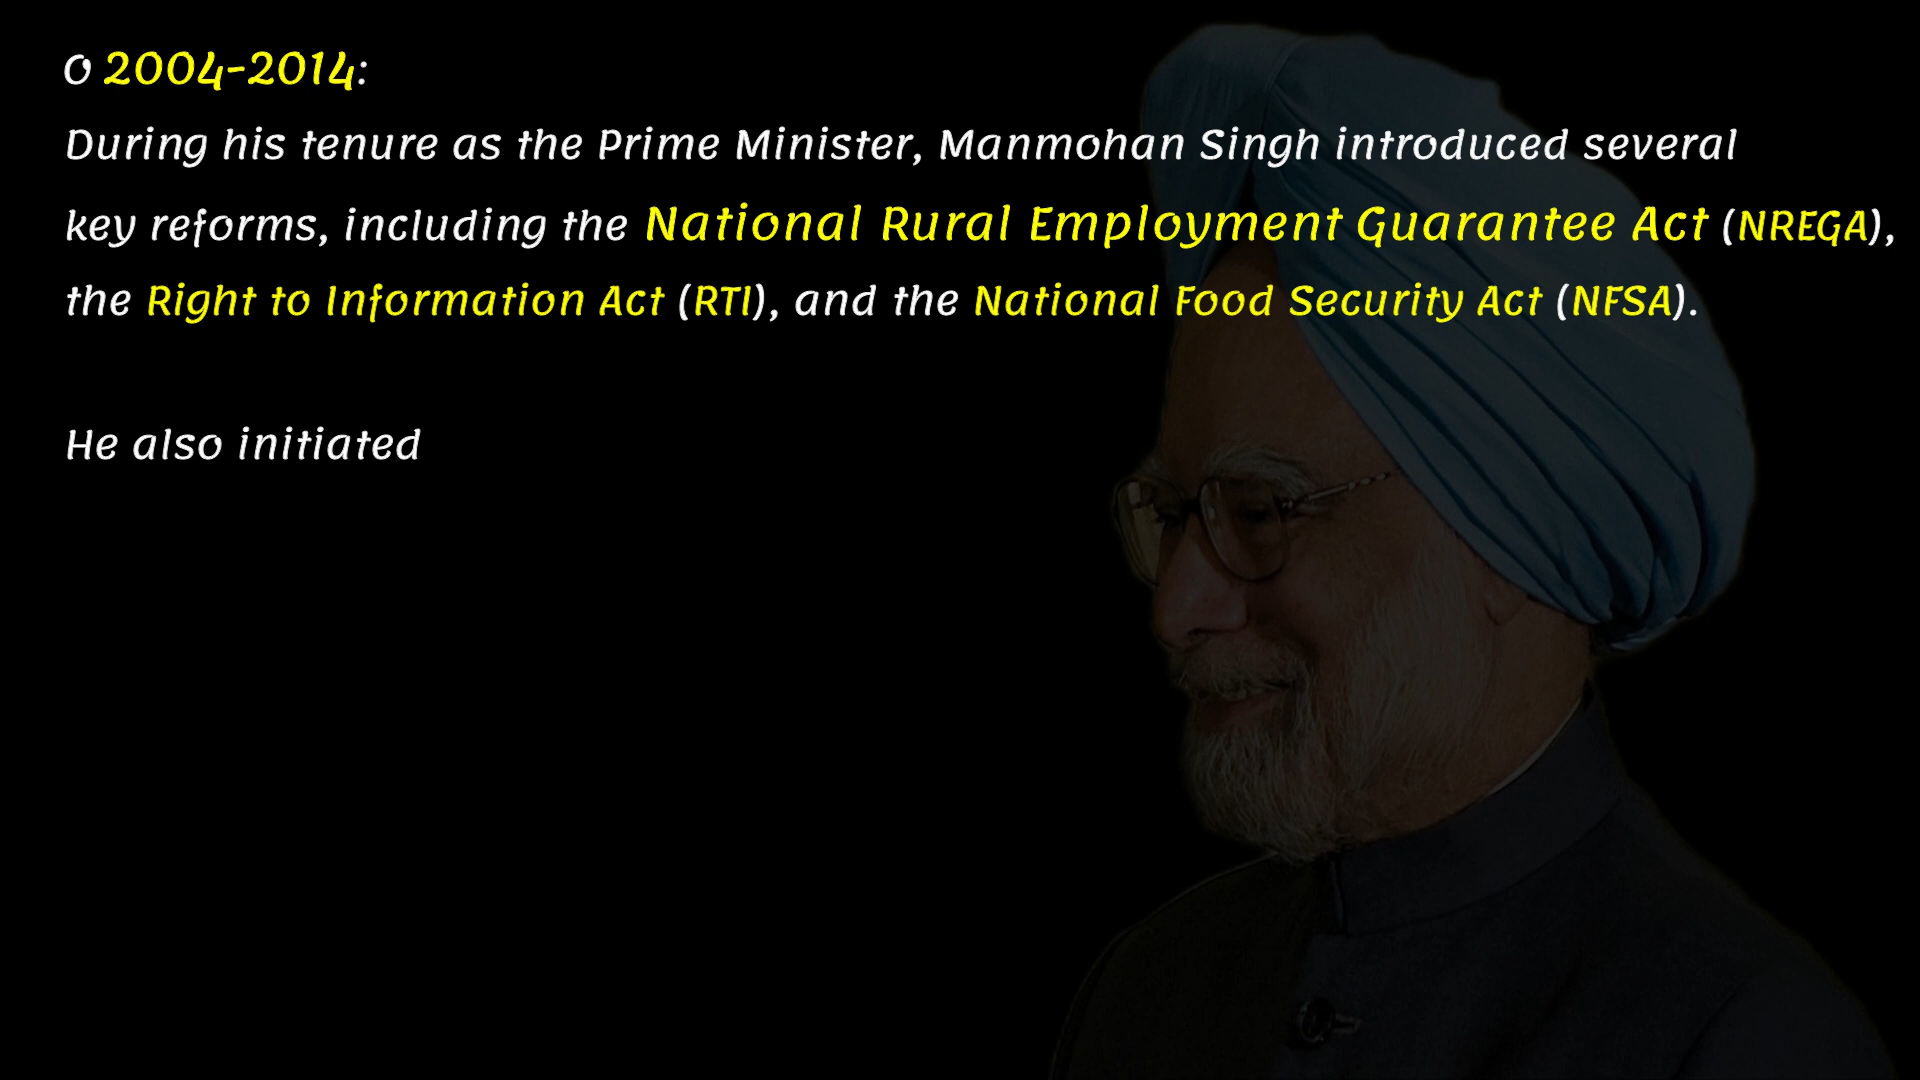 O 2004-2014:
During his tenure as the Prime Minister, Manmohan Singh introduced several
key reforms, including the National Rural Employment Guarantee Act (NREGA),
the Right to Information Act (RTI), and the National Food Security Act (NFSA).
He also initiated